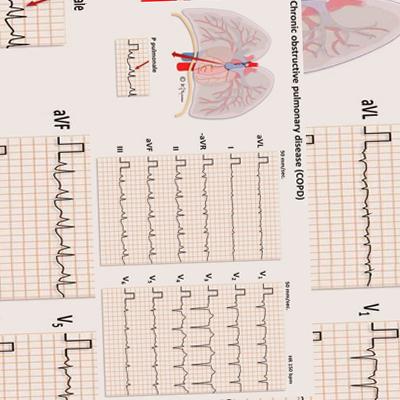 Chronic obstructive pulmonary disease (COPD)
P pulmonale
©
50 mm/sec.
aVL
I
-aVR
II
aVF
III
50 mm/sec.
HR 150 bpm
V1
V2
V3
V4
V5
V6
aVF
V5
aVL
V1